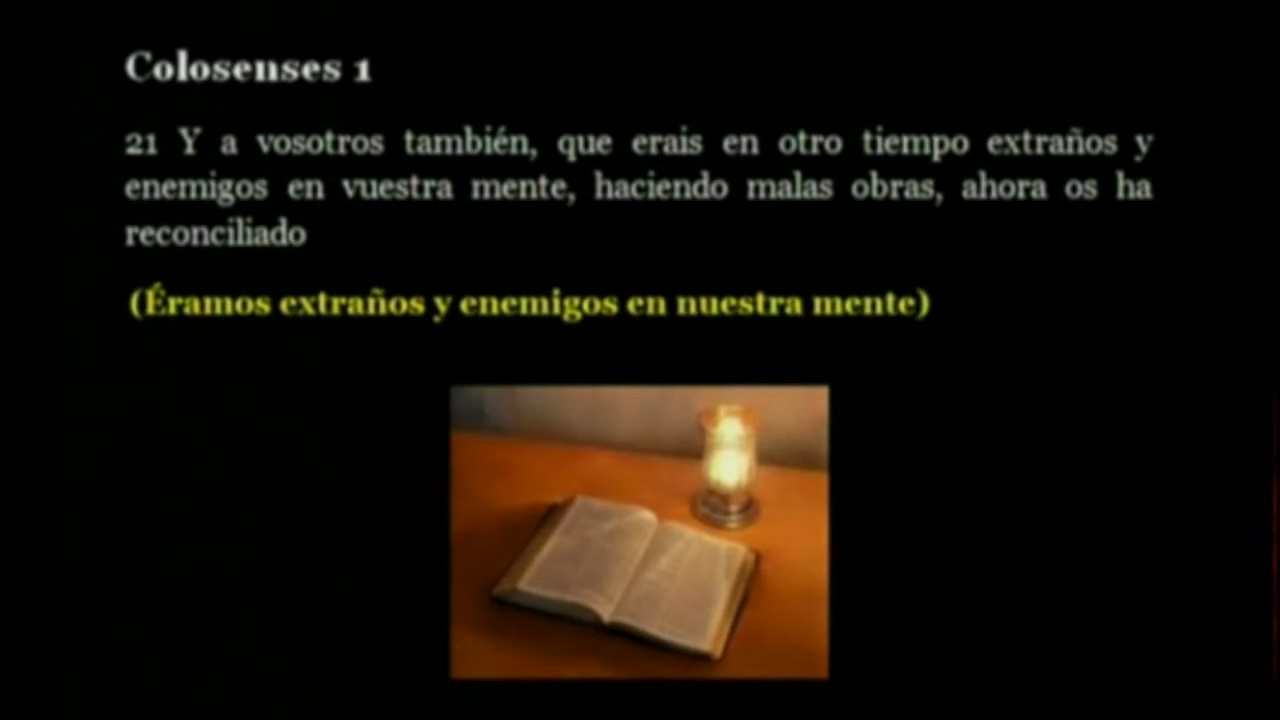 Colosenses 1
21 Y a vosotros también, que erais en otro tiempo extraños y
enemigos en vuestra mente, haciendo malas obras, ahora os ha
reconciliado
(Éramos extraños y enemigos en nuestra mente)